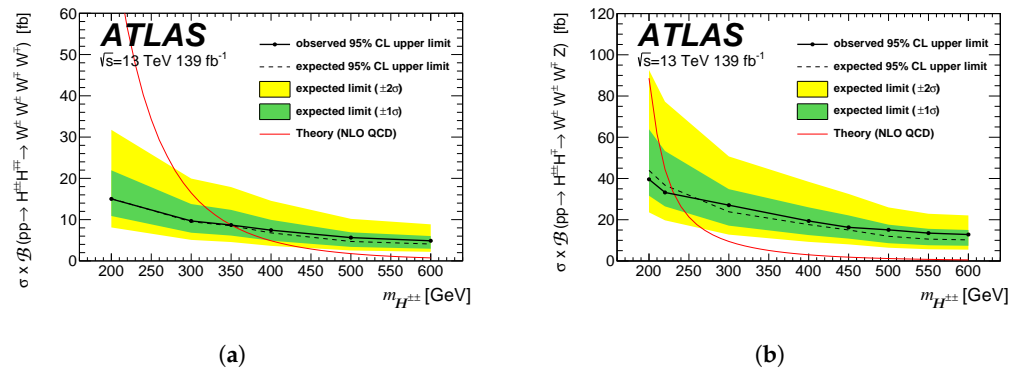 σ x B (pp→ H±±H∓∓→ W± W± W∓ W∓) [fb]
60
50
40
30
20
10
0
ATLAS
√s=13 TeV 139 fb-1
observed 95% CL upper limit
expected 95% CL upper limit
expected limit (±2σ)
expected limit (±1σ)
Theory (NLO QCD)
200 250 300 350 400 450 500 550 600
mH±± [GeV]
(a)
σ x B (pp→ H±±H∓→ W± W± W∓ Z) [fb]
120
100
80
60
40
20
0
ATLAS
√s=13 TeV 139 fb-1
observed 95% CL upper limit
expected 95% CL upper limit
expected limit (±2σ)
expected limit (±1σ)
Theory (NLO QCD)
200 250 300 350 400 450 500 550 600
mH±± [GeV]
(b)